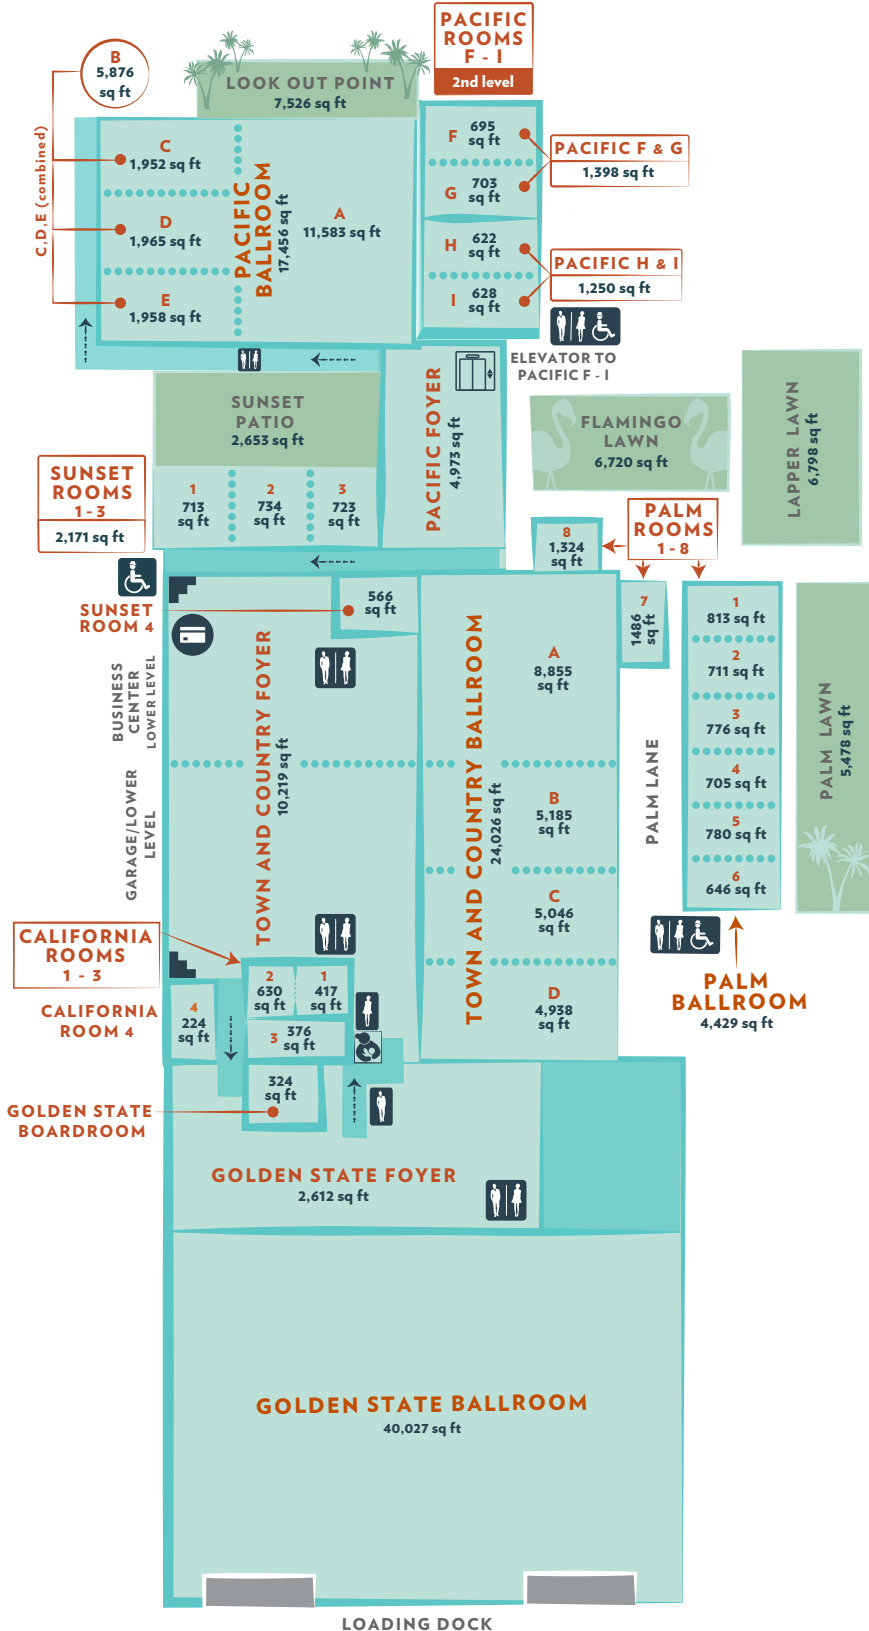 PACIFIC
ROOMS
F - I
2nd level
B
5,876
sq ft
LOOK OUT POINT
7,526 sq ft
C,D,E (combined)
C
1,952 sq ft
D
1,965 sq ft
E
1,958 sq ft
PACIFIC
BALLROOM
17,456 sq ft
A
11,583 sq ft
F
695
sq ft
G
703
sq ft
H
622
sq ft
I
628
sq ft
PACIFIC F & G
1,398 sq ft
PACIFIC H & I
1,250 sq ft
ELEVATOR TO
PACIFIC F - I
SUNSET
PATIO
2,653 sq ft
PACIFIC FOYER
4,973 sq ft
FLAMINGO
LAWN
6,720 sq ft
LAPPER LAWN
6,798 sq ft
SUNSET
ROOMS
1 - 3
2,171 sq ft
1
713
sq ft
2
734
sq ft
3
723
sq ft
PALM
ROOMS
1 - 8
8
1,324
sq ft
7
1486
sq ft
SUNSET
ROOM 4
566
sq ft
BUSINESS
CENTER
LOWER LEVEL
GARAGE/LOWER
LEVEL
TOWN AND COUNTRY FOYER
10,219 sq ft
TOWN AND COUNTRY BALLROOM
24,026 sq ft
A
8,855
sq ft
B
5,185
sq ft
C
5,046
sq ft
D
4,938
sq ft
PALM LANE
1
813 sq ft
2
711 sq ft
3
776 sq ft
4
705 sq ft
5
780 sq ft
6
646 sq ft
PALM LAWN
5,478 sq ft
PALM
BALLROOM
4,429 sq ft
CALIFORNIA
ROOMS
1 - 3
2
630
sq ft
1
417
sq ft
3
376
sq ft
CALIFORNIA
ROOM 4
4
224
sq ft
GOLDEN STATE
BOARDROOM
324
sq ft
GOLDEN STATE FOYER
2,612 sq ft
GOLDEN STATE BALLROOM
40,027 sq ft
LOADING DOCK